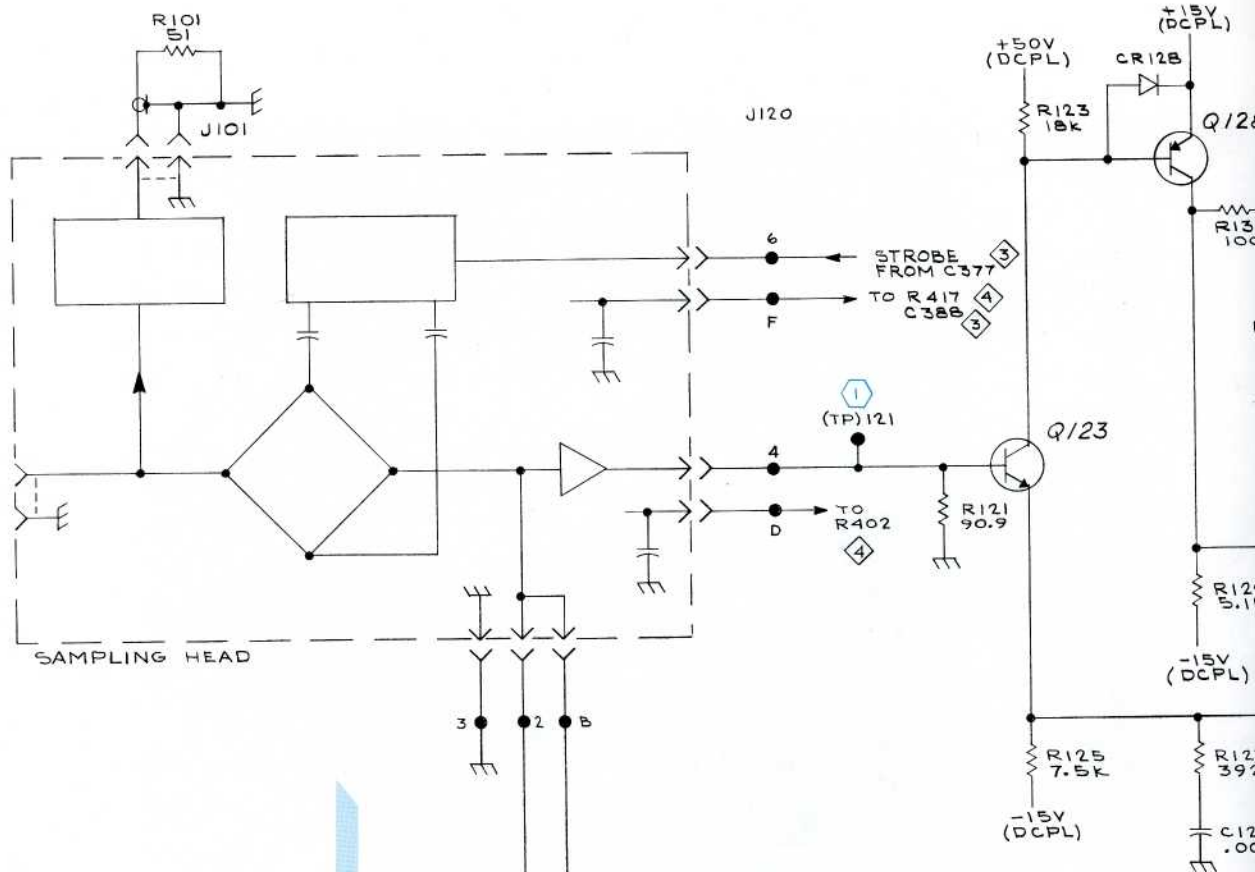 R101
51
J101
J120
+50V
(DCPL)
R123
18K
CR128
+15V
(DCPL)
6
STROBE
FROM C377
3
TO R417
4
C388
3
F
1
(TP) 121
4
Q123
TO
R402
D
4
R121
90.9
-15V
(DCPL)
SAMPLING HEAD
3
2
B
R125
7.5K
-15V
(DCPL)